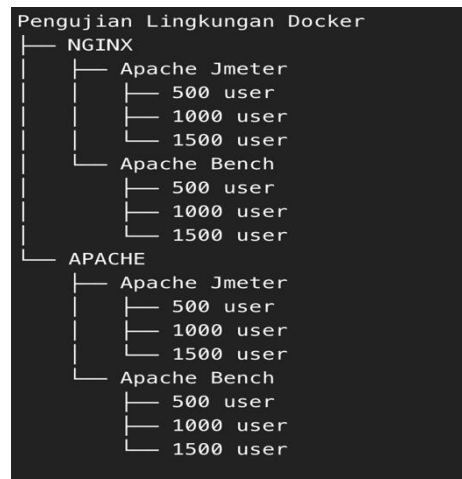 Pengujian Lingkungan Docker
├── NGINX
│   ├── Apache Jmeter
│   │   ├── 500 user
│   │   ├── 1000 user
│   │   └── 1500 user
│   └── Apache Bench
│       ├── 500 user
│       ├── 1000 user
│       └── 1500 user
└── APACHE
    ├── Apache Jmeter
    │   ├── 500 user
    │   ├── 1000 user
    │   └── 1500 user
    └── Apache Bench
        ├── 500 user
        ├── 1000 user
        └── 1500 user